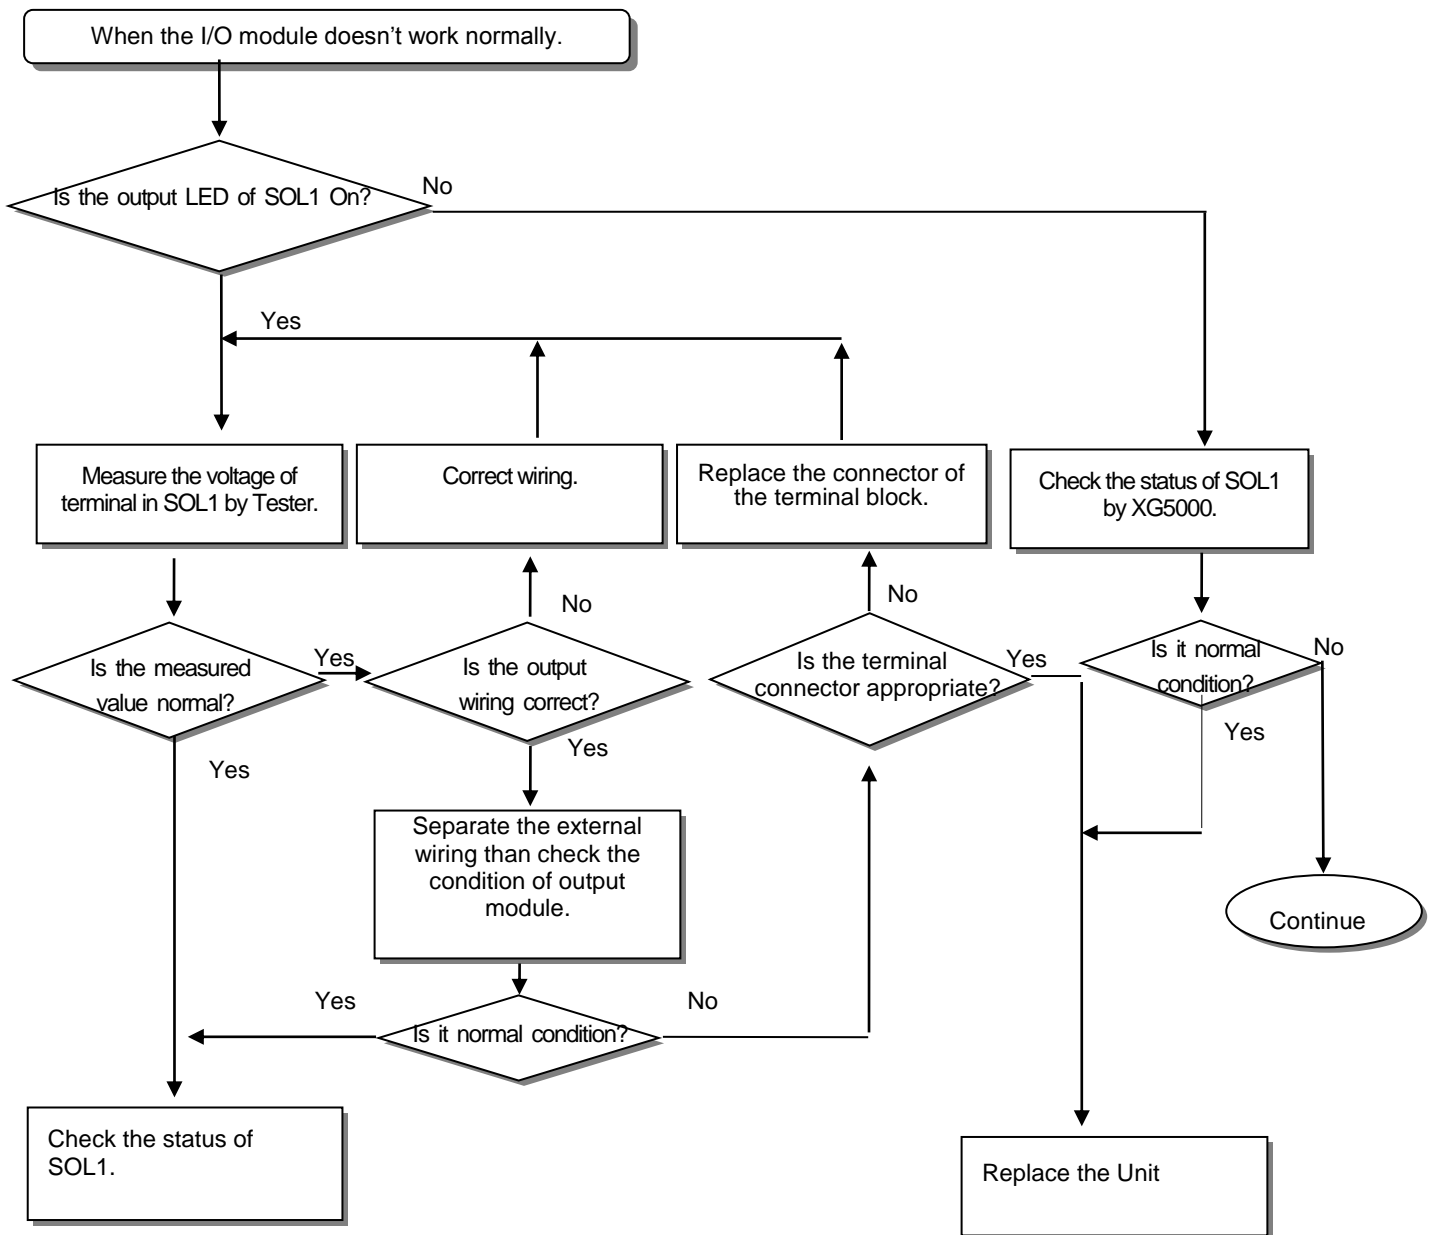 When the I/O module doesn't work normally.
Is the output LED of SOL1 On?
No
Yes
Measure the voltage of
terminal in SOL1 by Tester.
Correct wiring.
Replace the connector of
the terminal block.
Check the status of SOL1
by XG5000.
No
No
Is the measured
value normal?
Yes
Is the output
wiring correct?
Is the terminal
connector appropriate?
Yes
Is it normal
condition?
No
Yes
Yes
Yes
Separate the external
wiring than check the
condition of output
module.
Continue
Yes
Is it normal condition?
No
Check the status of
SOL1.
Replace the Unit